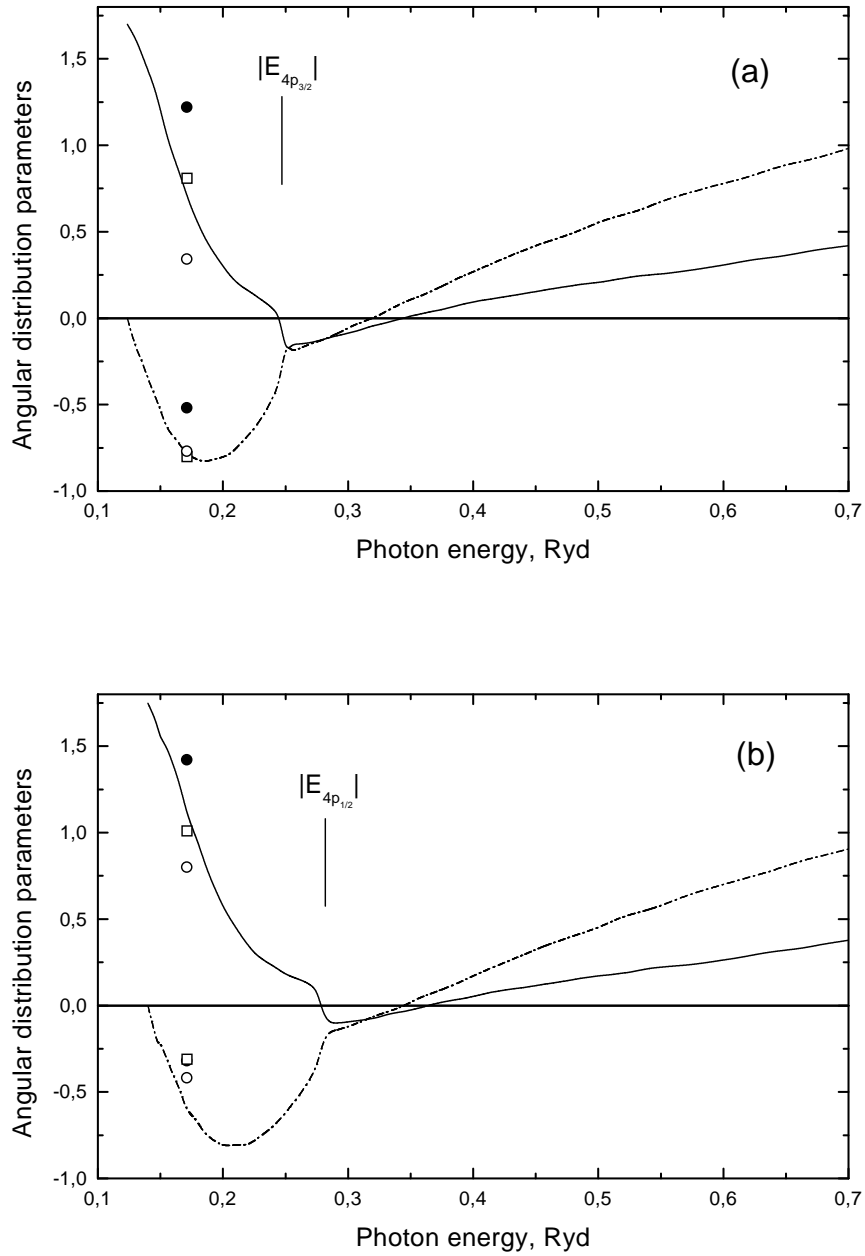 (a)
|E4p3/2|
1,5
1,0
0,5
0,0
-0,5
-1,0
Angular distribution parameters
0,1 0,2 0,3 0,4 0,5 0,6 0,7
Photon energy, Ryd
(b)
|E4p1/2|
1,5
1,0
0,5
0,0
-0,5
-1,0
Angular distribution parameters
0,1 0,2 0,3 0,4 0,5 0,6 0,7
Photon energy, Ryd